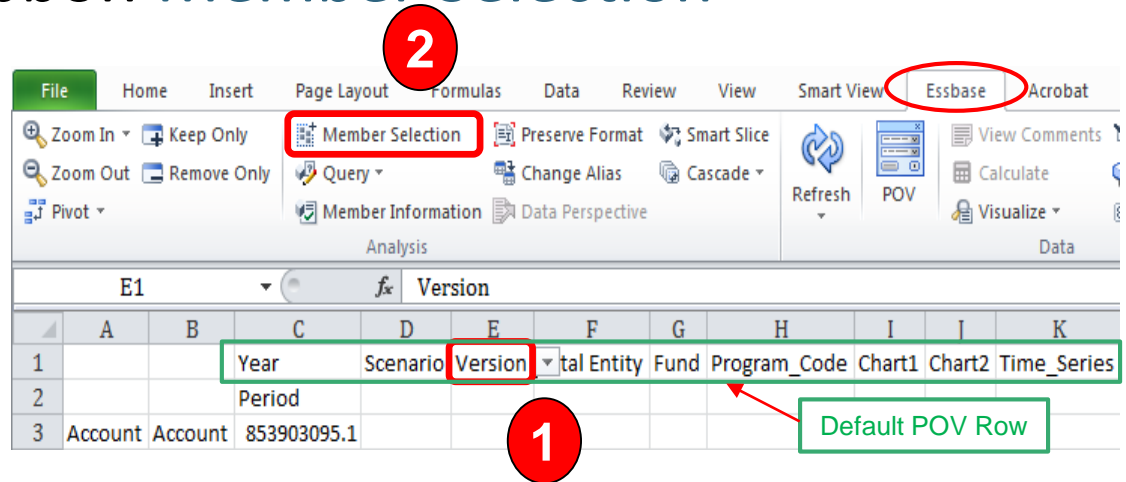 Member Selection
2
File Home Insert Page Layout Formulas Data Review View Smart View Essbase Acrobat
Zoom In Keep Only Member Selection Preserve Format Smart Slice View Comments
Zoom Out Remove Only Query Change Alias Cascade Refresh POV Calculate
Pivot Member Information Data Perspective Visualize
Analysis Data
E1 fx Version
A B C D E F G H I J K
1 Year Scenario Version tal Entity Fund Program_Code Chart1 Chart2 Time_Series
2 Period
3 Account Account 853903095.1
1
Default POV Row